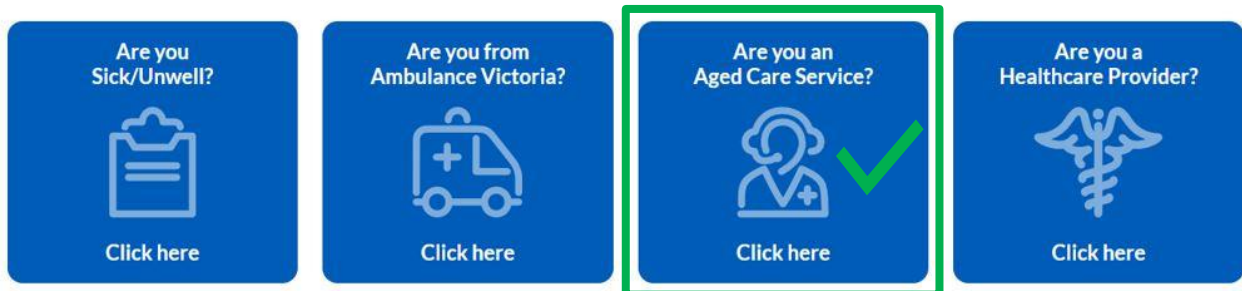 Are you
Sick/Unwell?
Click here
Are you from
Ambulance Victoria?
Click here
Are you an
Aged Care Service?
Click here
Are you a
Healthcare Provider?
Click here